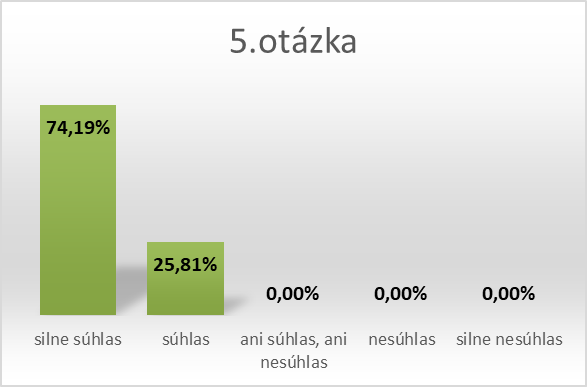 5.otázka
74,19%
25,81%
0,00%
0,00%
0,00%
silne súhlas
súhlas
ani súhlas, ani
nesúhlas
nesúhlas
silne nesúhlas